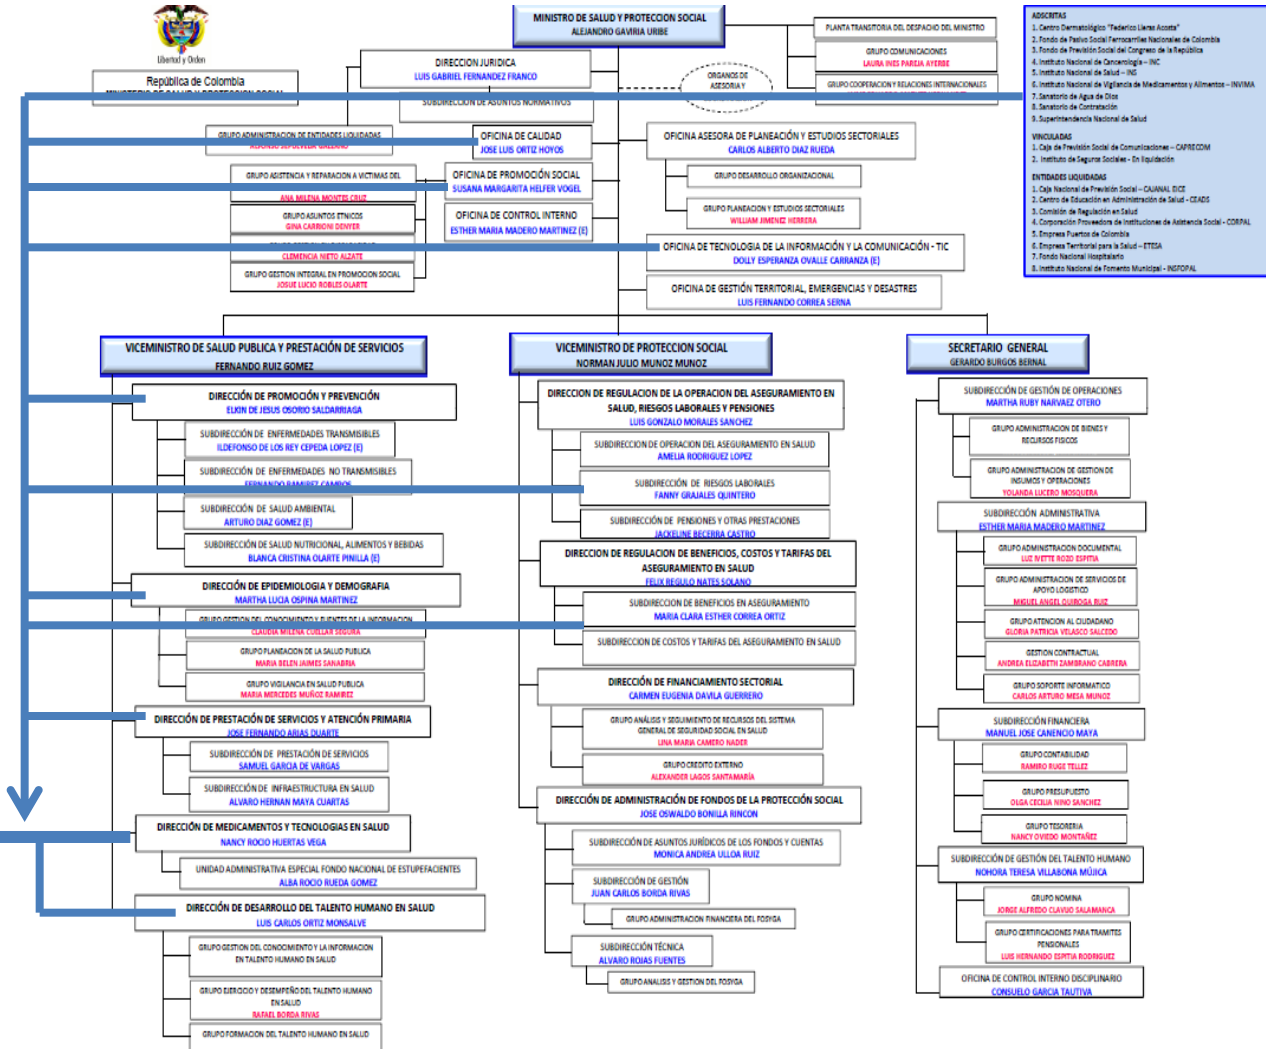 Libertad y Orden
República de Colombia
MINISTRO DE SALUD Y PROTECCION SOCIAL
ALEJANDRO GAVIRIA URIBE
PLANTA TRANSITORIA DEL DESPACHO DEL MINISTRO
GRUPO COMUNICACIONES
LAURA INES PAREJA AYERBE
GRUPO COOPERACION Y RELACIONES INTERNACIONALES
ORGANOS DE
ASESORIA Y
DIRECCION JURIDICA
LUIS GABRIEL FERNANDEZ FRANCO
SUBDIRECCION DE ASUNTOS NORMATIVOS
GRUPO ADMINISTRACION DE ENTIDADES LIQUIDADAS
ALFONSO SEPULVEDA GALEANO
OFICINA DE CALIDAD
JOSE LUIS ORTIZ HOYOS
OFICINA DE PROMOCIÓN SOCIAL
SUSANA MARGARITA HELFER VOGEL
GRUPO ASISTENCIA Y REPARACION A VICTIMAS DEL
ANA MILENA MONTES CRUZ
GRUPO ASUNTOS ETNICOS
GINA CARRIONI DENYER
CLEMENCIA NIETO ALZATE
GRUPO GESTION INTEGRAL EN PROMOCION SOCIAL
JOSUE LUCIO ROBLES OLARTE
OFICINA DE CONTROL INTERNO
ESTHER MARIA MADERO MARTINEZ (E)
OFICINA ASESORA DE PLANEACIÓN Y ESTUDIOS SECTORIALES
CARLOS ALBERTO DIAZ RUEDA
GRUPO DESARROLLO ORGANIZACIONAL
GRUPO PLANEACION Y ESTUDIOS SECTORIALES
WILLIAM JIMENEZ HERRERA
OFICINA DE TECNOLOGIA DE LA INFORMACIÓN Y LA COMUNICACIÓN - TIC
DOLLY ESPERANZA OVALLE CARRANZA (E)
OFICINA DE GESTIÓN TERRITORIAL, EMERGENCIAS Y DESASTRES
LUIS FERNANDO CORREA SERNA
ADSCRITAS
1. Centro Dermatológico "Federico Lleras Acosta"
2. Fondo de Pasivo Social Ferrocarriles Nacionales de Colombia
3. Fondo de Previsión Social del Congreso de la República
4. Instituto Nacional de Cancerología – INC
5. Instituto Nacional de Salud – INS
6. Instituto Nacional de Vigilancia de Medicamentos y Alimentos – INVIMA
7. Sanatorio de Agua de Dios
8. Sanatorio de Contratación
9. Superintendencia Nacional de Salud
VINCULADAS
1. Caja de Previsión Social de Comunicaciones – CAPRECOM
2. Instituto de Seguros Sociales - En liquidación
ENTIDADES LIQUIDADAS
1. Caja Nacional de Previsión Social – CAJANAL EICE
2. Centro de Educación en Administración de Salud - CEADS
3. Comisión de Regulación en Salud
4. Corporación Proveedora de Instituciones de Asistencia Social - CORPAL
5. Empresa Puertos de Colombia
6. Empresa Territorial para la Salud – ETESA
7. Fondo Nacional Hospitalario
8. Instituto Nacional de Fomento Municipal - INSFOPAL
VICEMINISTRO DE SALUD PUBLICA Y PRESTACIÓN DE SERVICIOS
FERNANDO RUIZ GOMEZ
DIRECCIÓN DE PROMOCIÓN Y PREVENCIÓN
ELKIN DE JESUS OSORIO SALDARRIAGA
SUBDIRECCIÓN DE ENFERMEDADES TRANSMISIBLES
ILDEFONSO DE LOS REY CEPEDA LOPEZ (E)
SUBDIRECCIÓN DE ENFERMEDADES NO TRANSMISIBLES
FERNANDO RAMIREZ CAMPOS
SUBDIRECCIÓN DE SALUD AMBIENTAL
ARTURO DIAZ GOMEZ (E)
SUBDIRECCIÓN DE SALUD NUTRICIONAL, ALIMENTOS Y BEBIDAS
BLANCA CRISTINA OLARTE PINILLA (E)
DIRECCIÓN DE EPIDEMIOLOGIA Y DEMOGRAFIA
MARTHA LUCIA OSPINA MARTINEZ
GRUPO GESTION DEL CONOCIMIENTO Y FUENTES DE LA INFORMACION
CLAUDIA MILENA CUELLAR SEGURA
GRUPO PLANEACION DE LA SALUD PUBLICA
MARIA BELEN JAIMES SANABRIA
GRUPO VIGILANCIA EN SALUD PUBLICA
MARIA MERCEDES MUÑOZ RAMIREZ
DIRECCIÓN DE PRESTACIÓN DE SERVICIOS Y ATENCIÓN PRIMARIA
JOSE FERNANDO ARIAS DUARTE
SUBDIRECCIÓN DE PRESTACIÓN DE SERVICIOS
SAMUEL GARCIA DE VARGAS
SUBDIRECCIÓN DE INFRAESTRUCTURA EN SALUD
ALVARO HERNAN MAYA CUARTAS
DIRECCIÓN DE MEDICAMENTOS Y TECNOLOGIAS EN SALUD
NANCY ROCIO HUERTAS VEGA
UNIDAD ADMINISTRATIVA ESPECIAL FONDO NACIONAL DE ESTUPEFACIENTES
ALBA ROCIO RUEDA GOMEZ
DIRECCIÓN DE DESARROLLO DEL TALENTO HUMANO EN SALUD
LUIS CARLOS ORTIZ MONSALVE
GRUPO GESTION DEL CONOCIMIENTO Y LA INFORMACION
EN TALENTO HUMANO EN SALUD
GRUPO EJERCICIO Y DESEMPEÑO DEL TALENTO HUMANO
EN SALUD
RAFAEL BORDA RIVAS
GRUPO FORMACION DEL TALENTO HUMANO EN SALUD
VICEMINISTRO DE PROTECCION SOCIAL
NORMAN JULIO MUNOZ MUNOZ
DIRECCION DE REGULACION DE LA OPERACION DEL ASEGURAMIENTO EN
SALUD, RIESGOS LABORALES Y PENSIONES
LUIS GONZALO MORALES SANCHEZ
SUBDIRECCION DE OPERACIÓN DEL ASEGURAMIENTO EN SALUD
AMELIA RODRIGUEZ LOPEZ
SUBDIRECCIÓN DE RIESGOS LABORALES
FANNY GRAJALES QUINTERO
SUBDIRECCIÓN DE PENSIONES Y OTRAS PRESTACIONES
JACKELINE BECERRA CASTRO
DIRECCION DE REGULACION DE BENEFICIOS, COSTOS Y TARIFAS DEL
ASEGURAMIENTO EN SALUD
FELIX REGULO NATES SOLANO
SUBDIRECCION DE BENEFICIOS EN ASEGURAMIENTO
MARIA CLARA ESTHER CORREA ORTIZ
SUBDIRECCION DE COSTOS Y TARIFAS DEL ASEGURAMIENTO EN SALUD
DIRECCIÓN DE FINANCIAMIENTO SECTORIAL
CARMEN EUGENIA DAVILA GUERRERO
GRUPO ANÁLISIS Y SEGUIMIENTO DE RECURSOS DEL SISTEMA
GENERAL DE SEGURIDAD SOCIAL EN SALUD
LINA MARIA CAMERO NADER
GRUPO CREDITO EXTERNO
ALEXANDER LAGOS SANTAMARÍA
DIRECCIÓN DE ADMINISTRACIÓN DE FONDOS DE LA PROTECCIÓN SOCIAL
JOSE OSWALDO BONILLA RINCON
SUBDIRECCIÓN DE ASUNTOS JURÍDICOS DE LOS FONDOS Y CUENTAS
MONICA ANDREA ULLOA RUIZ
SUBDIRECCIÓN DE GESTIÓN
JUAN CARLOS BORDA RIVAS
GRUPO ADMINISTRACION FINANCIERA DEL FOSYGA
SUBDIRECCIÓN TÉCNICA
ALVARO ROJAS FUENTES
GRUPO ANALISIS Y GESTION DEL FOSYGA
SECRETARIO GENERAL
GERARDO BURGOS BERNAL
SUBDIRECCIÓN DE GESTIÓN DE OPERACIONES
MARTHA RUBY NARVAEZ OTERO
GRUPO ADMINISTRACION DE BIENES Y
RECURSOS FISICOS
GRUPO ADMINISTRACION DE GESTION DE
INSUMOS Y OPERACIONES
YOLANDA LUCERO MOSQUERA
SUBDIRECCIÓN ADMINISTRATIVA
ESTHER MARIA MADERO MARTINEZ
GRUPO ADMINISTRACION DOCUMENTAL
LUZ IVETTE ROZO ESPITIA
GRUPO ADMINISTRACION DE SERVICIOS DE
APOYO LOGISTICO
MIGUEL ANGEL QUIROGA RUIZ
GRUPO ATENCION AL CIUDADANO
GLORIA PATRICIA VELASCO SALCEDO
GESTION CONTRACTUAL
ANDREA ELIZABETH ZAMBRANO CABRERA
GRUPO SOPORTE INFORMATICO
CARLOS ARTURO MESA MUNOZ
SUBDIRECCIÓN FINANCIERA
MANUEL JOSE CANENCIO MAYA
GRUPO CONTABILIDAD
RAMIRO RUGE TELLEZ
GRUPO PRESUPUESTO
OLGA CECILIA NINO SANCHEZ
GRUPO TESORERIA
NANCY OVIEDO MONTAÑEZ
SUBDIRECCIÓN DE GESTIÓN DEL TALENTO HUMANO
NOHORA TERESA VILLABONA MÚJICA
GRUPO NOMINA
JORGE ALFREDO CLAVIJO SALAMANCA
GRUPO CERTIFICACIONES PARA TRAMITES
PENSIONALES
LUIS HERNANDO ESPITIA RODRIGUEZ
OFICINA DE CONTROL INTERNO DISCIPLINARIO
CONSUELO GARCIA TAUTIVA